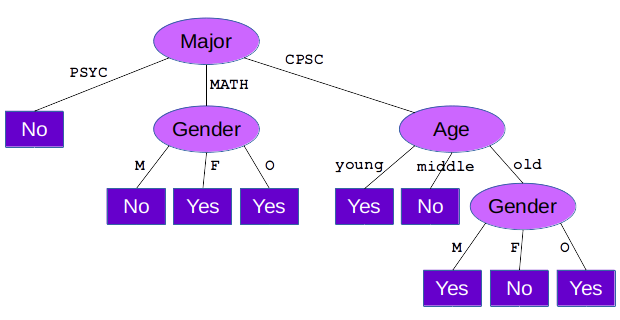 Major
PSYC
MATH
CPSC
No
Gender
Age
M
F
O
young
middle
old
No
Yes
Yes
Yes
No
Gender
M
F
O
Yes
No
Yes